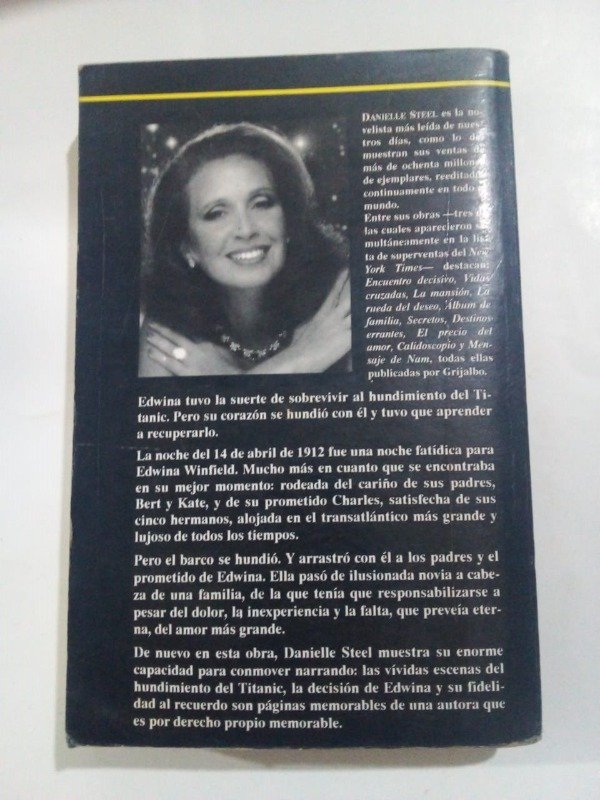 DANIELLE STEEL es la no-
velista más leída de nues-
tros días, como lo de-
muestran sus ventas de
más de ochenta millones
de ejemplares, reeditados
continuamente en todo
mundo.
Entre sus obras —tres
las cuales aparecieron
multáneamente en la lis-
ta de superventas del New
York Times— destacan:
Encuentro decisivo, Vidas
cruzadas, La mansión, La
rueda del deseo, Álbum de
familia, Secretos, Destinos
errantes, El precio del
amor, Calidoscopio y Men-
saje de Nam, todas ellas
publicadas por Grijalbo.
Edwina tuvo la suerte de sobrevivir al hundimiento del Ti-
tanic. Pero su corazón se hundió con él y tuvo que aprender
a recuperarlo.
La noche del 14 de abril de 1912 fue una noche fatídica para
Edwina Winfield. Mucho más en cuanto que se encontraba
en su mejor momento: rodeada del cariño de sus padres,
Bert y Kate, y de su prometido Charles, satisfecha de sus
cinco hermanos, alojada en el transatlántico más grande y
lujoso de todos los tiempos.
Pero el barco se hundió. Y arrastró con él a los padres y el
prometido de Edwina. Ella pasó de ilusionada novia a cabe-
za de una familia, de la que tenía que responsabilizarse a
pesar del dolor, la inexperiencia y la falta, que preveía eter-
na, del amor más grande.
De nuevo en esta obra, Danielle Steel muestra su enorme
capacidad para conmover narrando: las vívidas escenas del
hundimiento del Titanic, la decisión de Edwina y su fideli-
dad al recuerdo son páginas memorables de una autora que
es por derecho propio memorable.